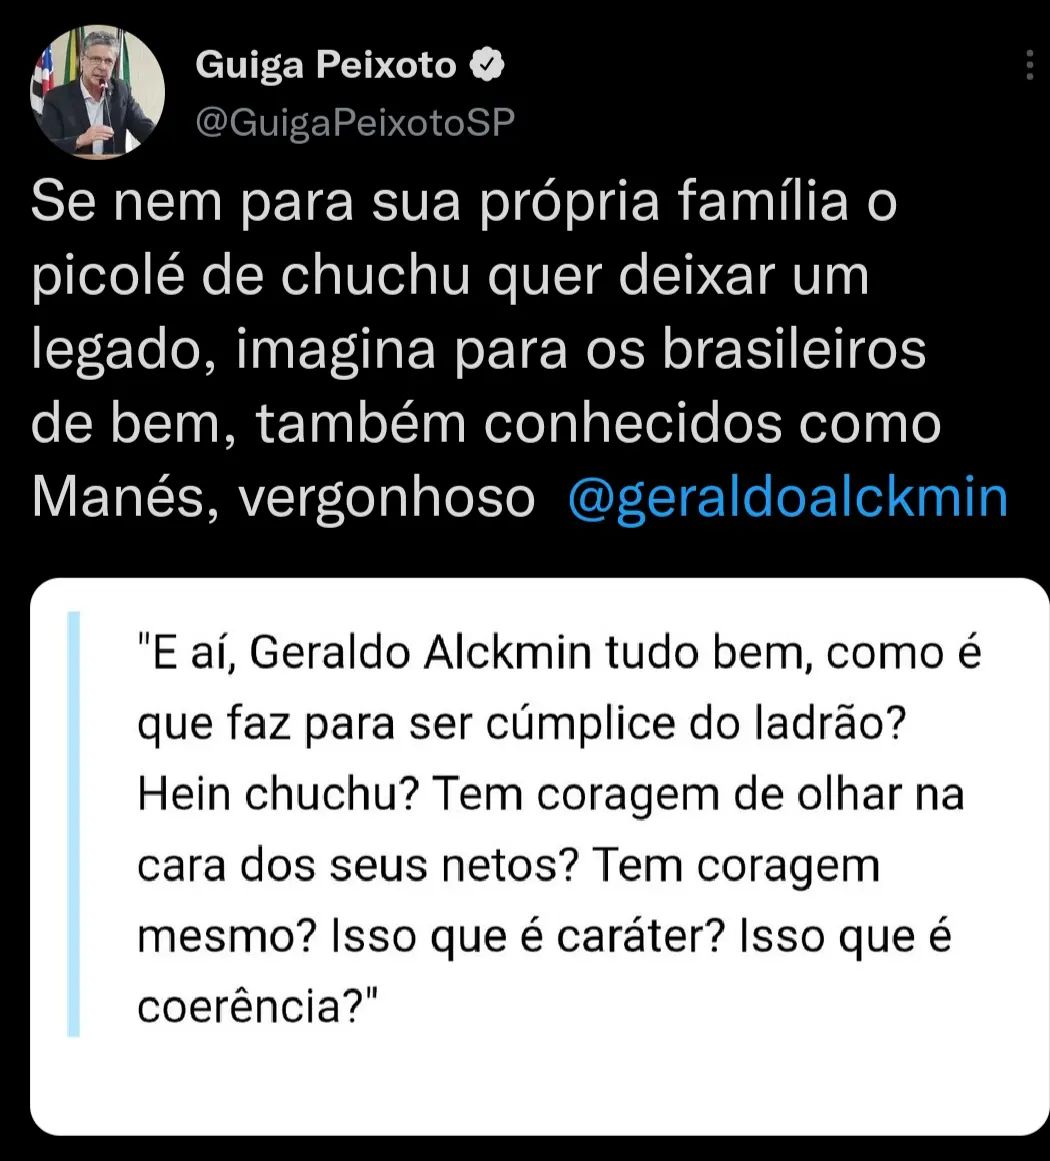 Guiga Peixoto
@GuigaPeixotoSP
Se nem para sua própria família o
picolé de chuchu quer deixar um
legado, imagina para os brasileiros
de bem, também conhecidos como
Manés, vergonhoso @geraldoalckmin
"E aí, Geraldo Alckmin tudo bem, como é
que faz para ser cúmplice do ladrão?
Hein chuchu? Tem coragem de olhar na
cara dos seus netos? Tem coragem
mesmo? Isso que é caráter? Isso que é
coerência?"